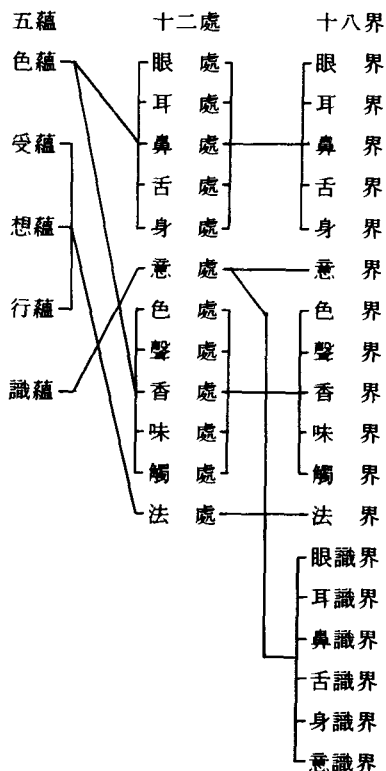 五蘊 十二處 十八界
色蘊 眼處 眼界
耳處 耳界
受蘊 鼻處 鼻界
舌處 舌界
想蘊 身處 身界
意處 意界
行蘊 色處 色界
聲處 聲界
識蘊 香處 香界
味處 味界
觸處 觸界
法處 法界
眼識界
耳識界
鼻識界
舌識界
身識界
意識界